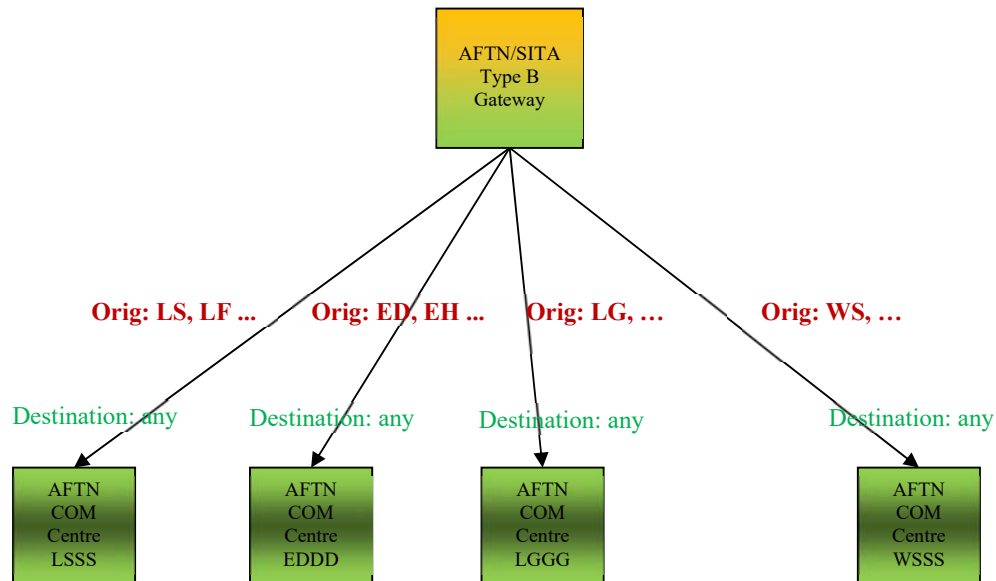 AFTN/SITA
Type B
Gateway
Orig: LS, LF ...
Orig: ED, EH ...
Orig: LG, …
Orig: WS, …
Destination: any
Destination: any
Destination: any
Destination: any
AFTN
COM
Centre
LSSS
AFTN
COM
Centre
EDDD
AFTN
COM
Centre
LGGG
AFTN
COM
Centre
WSSS